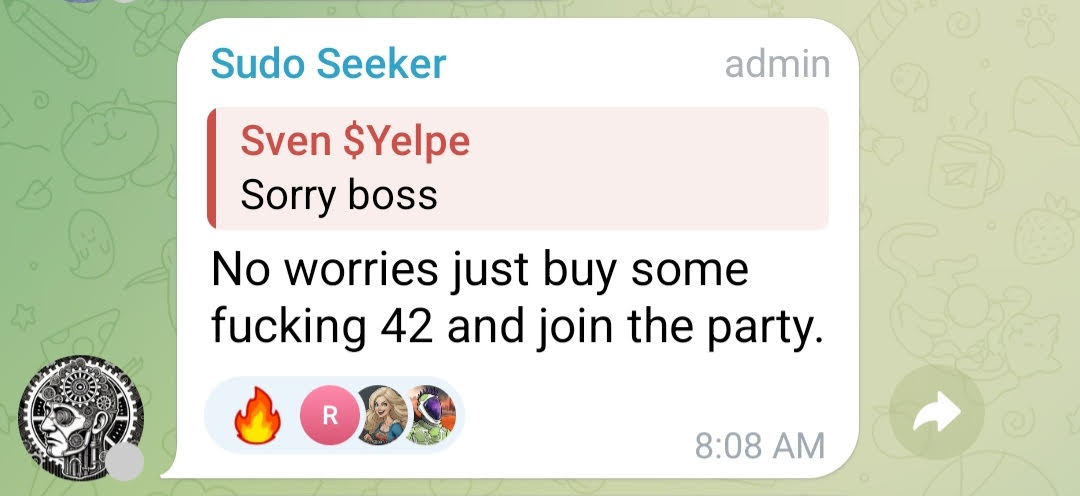 Sudo Seeker admin
Sven $Yelpe
Sorry boss
No worries just buy some
fucking 42 and join the party.
R
8:08 AM